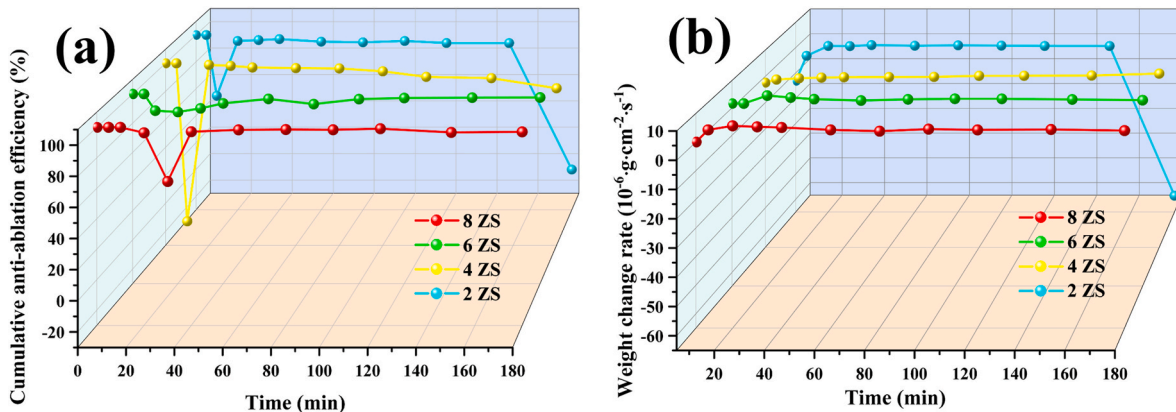 (a)
Cumulative anti-ablation efficiency (%)
100
80
60
40
20
0
-20
8 ZS
6 ZS
4 ZS
2 ZS
0 20 40 60 80 100 120 140 160 180
Time (min)
(b)
Weight change rate (10⁻⁶·g·cm⁻²·s⁻¹)
10
0
-10
-20
-30
-40
-50
-60
8 ZS
6 ZS
4 ZS
2 ZS
20 40 60 80 100 120 140 160 180
Time (min)